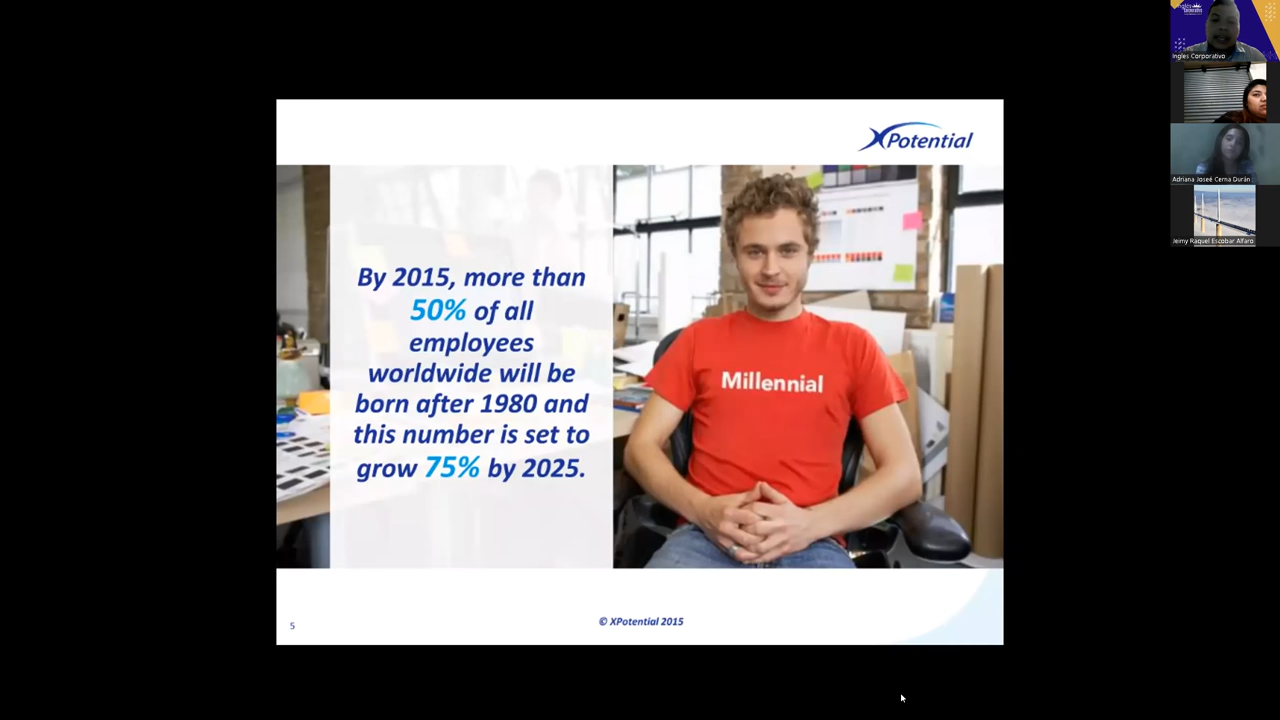 XPotential
By 2015, more than
50% of all
employees
worldwide will be
born after 1980 and
this number is set to
grow 75% by 2025.
Millennial
5
© XPotential 2015
Ingles Corporativo
Adriana Joseé Cerna Durán
Jeimy Raquel Escobar Alfaro